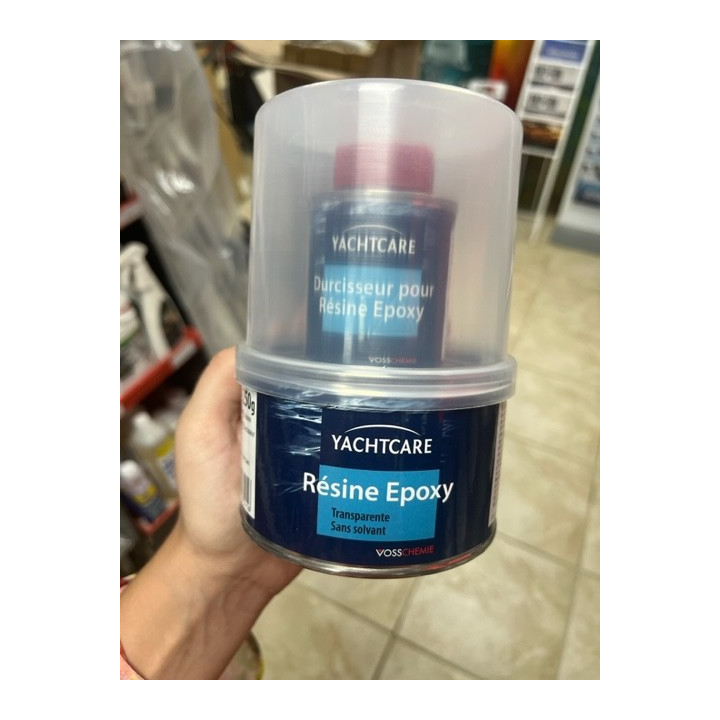 YACHTCARE
Durcisseur pour
Résine Epoxy
VOSSCHEMIE
YACHTCARE
Résine Epoxy
Transparente
Sans solvant
VOSSCHEMIE